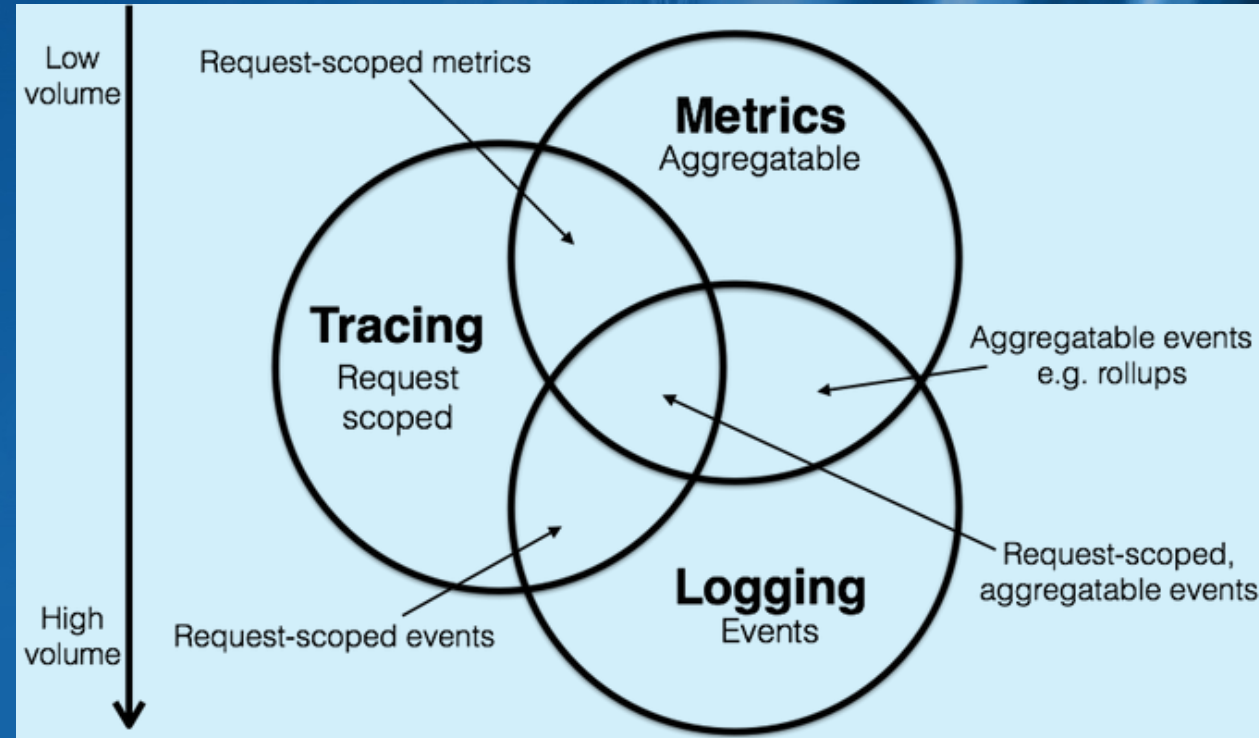 Low
volume
Request-scoped metrics
Metrics
Aggregatable
Tracing
Request
scoped
Aggregatable events
e.g. rollups
Request-scoped,
aggregatable events
Logging
Events
High
volume
Request-scoped events